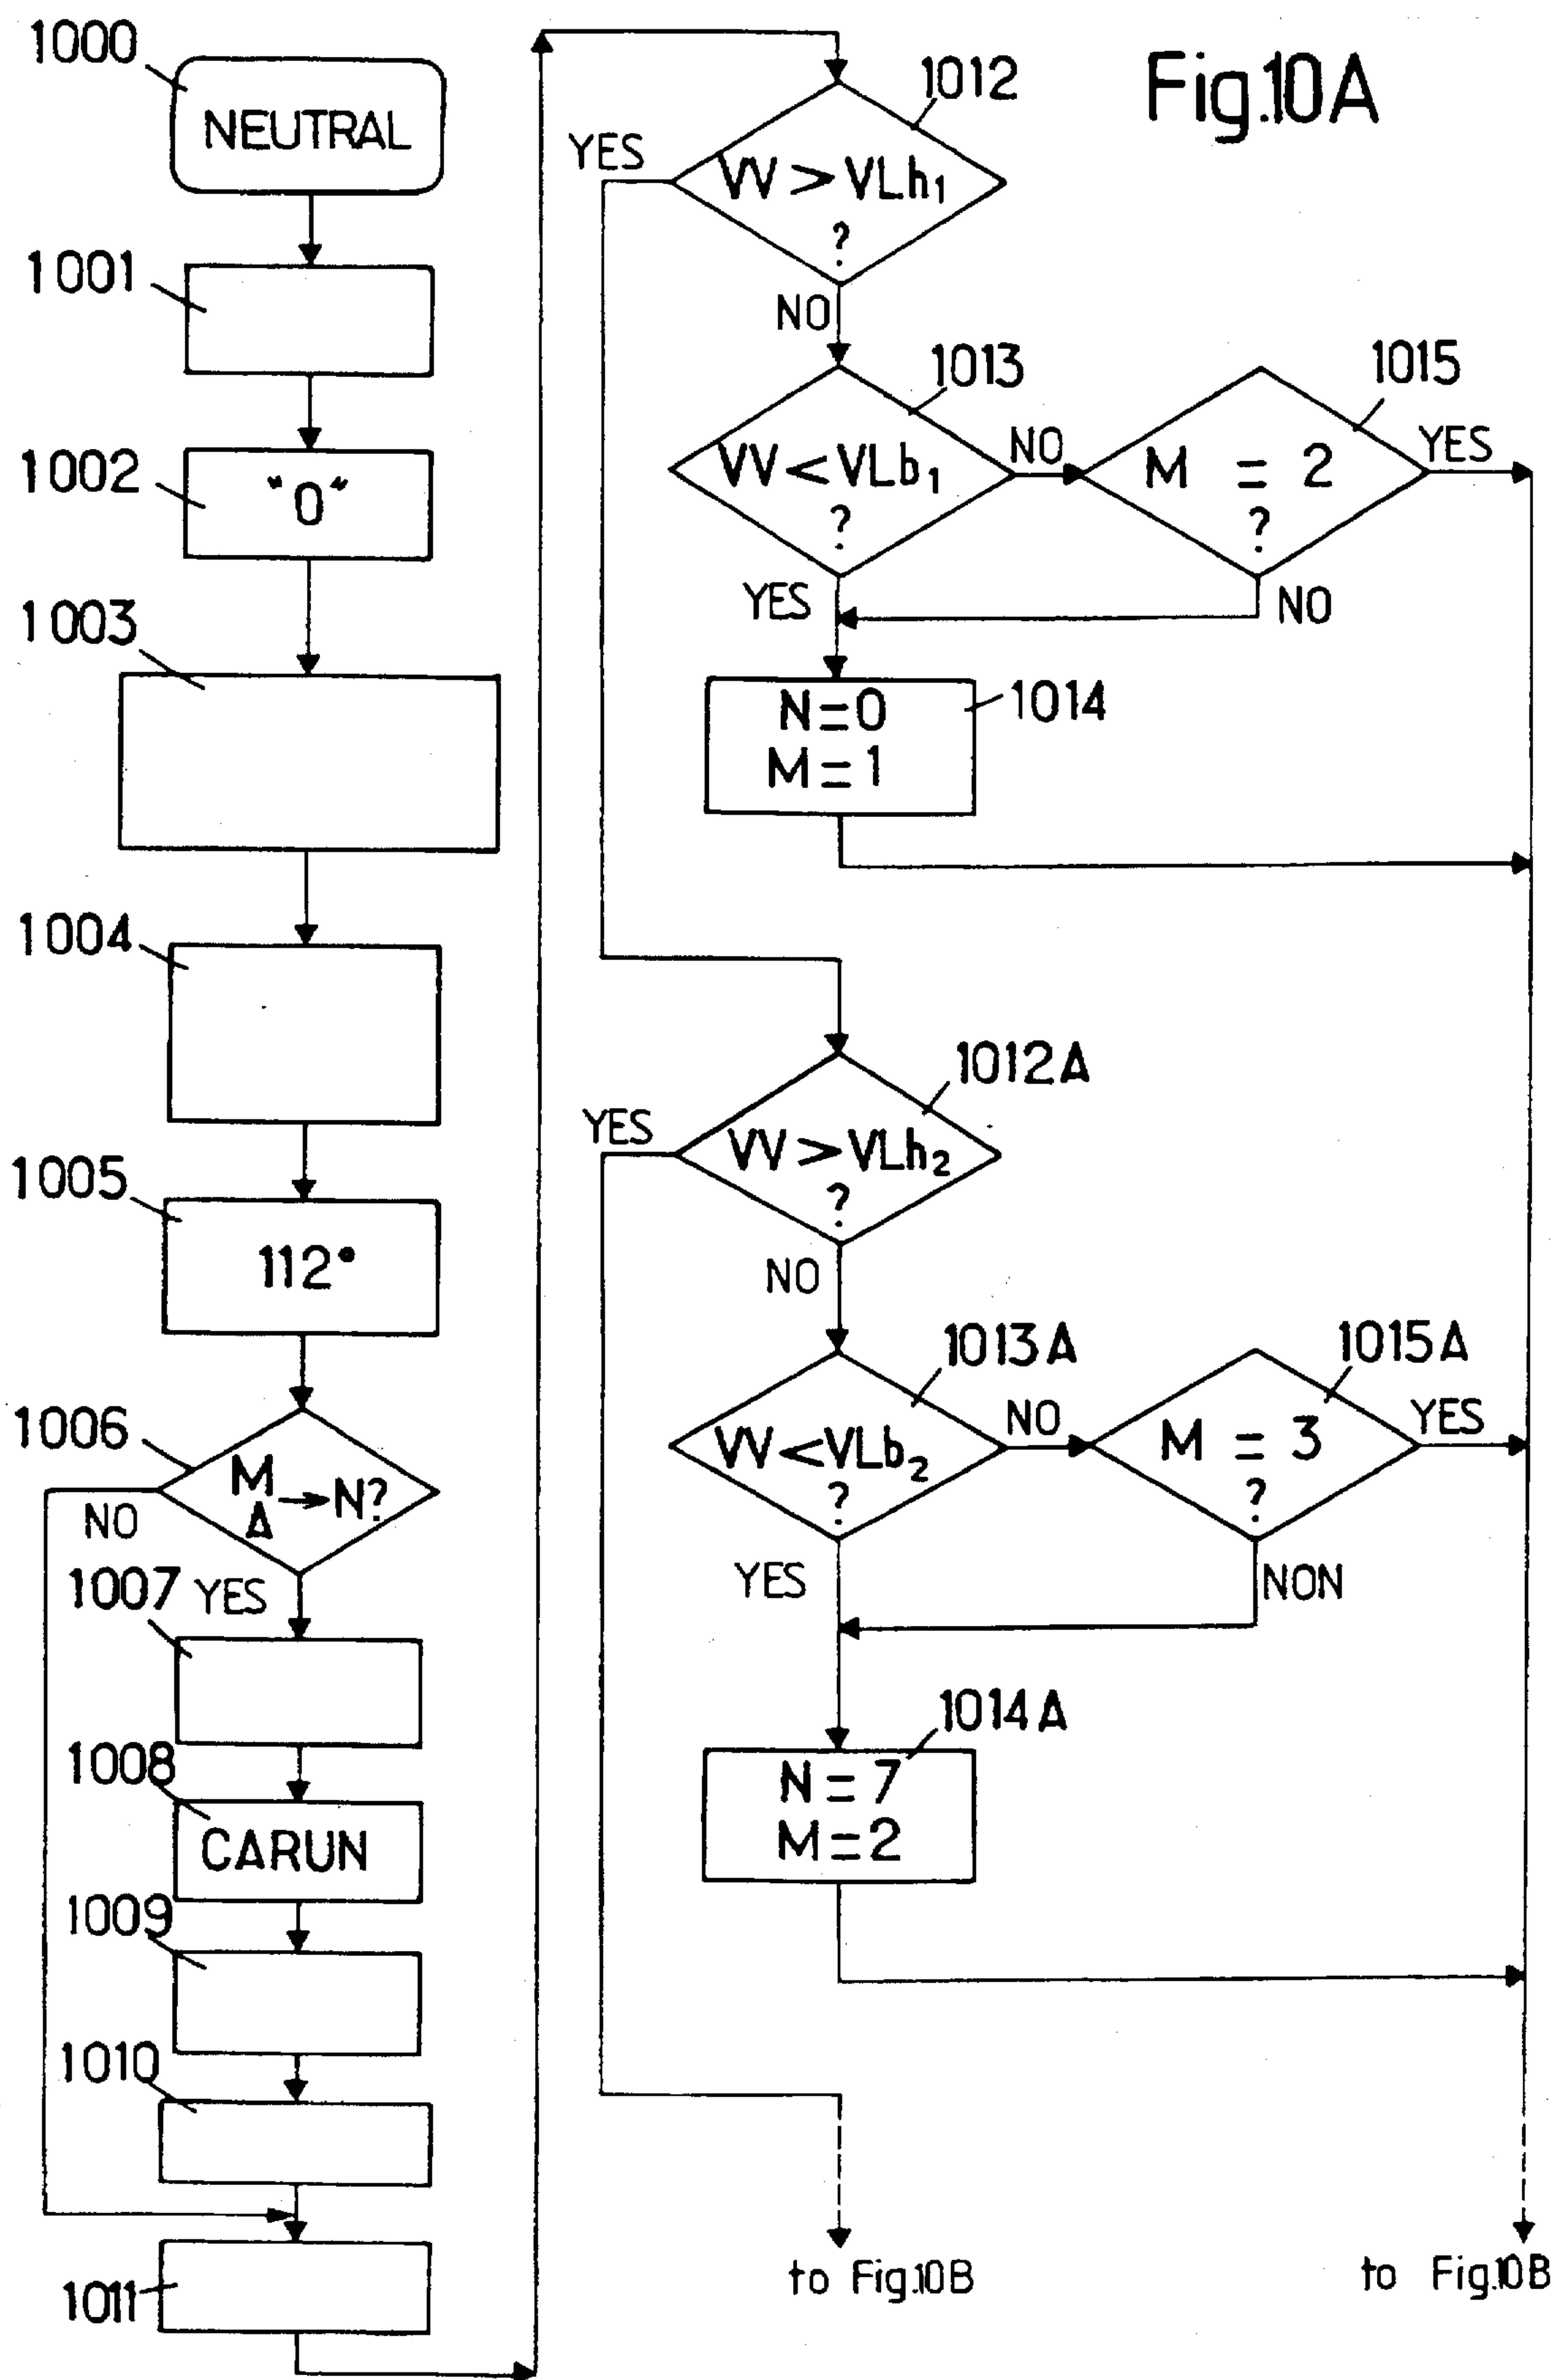 Fig.10A
1000
NEUTRAL
1001
1002
"0"
1003
1004
1005
112°
1006
M
Δ → N?
NO
YES
1007
1008
CARUN
1009
1010
1011
1012
YES
VV > VLh1
?
NO
1013
VV < VLb1
?
NO
YES
1015
M = 2
?
YES
NO
1014
N = 0
M = 1
1012A
YES
VV > VLh2
?
NO
1013A
VV < VLb2
?
NO
YES
1015A
M = 3
?
YES
NON
1014A
N = 7
M = 2
to Fig.10B
to Fig.10B